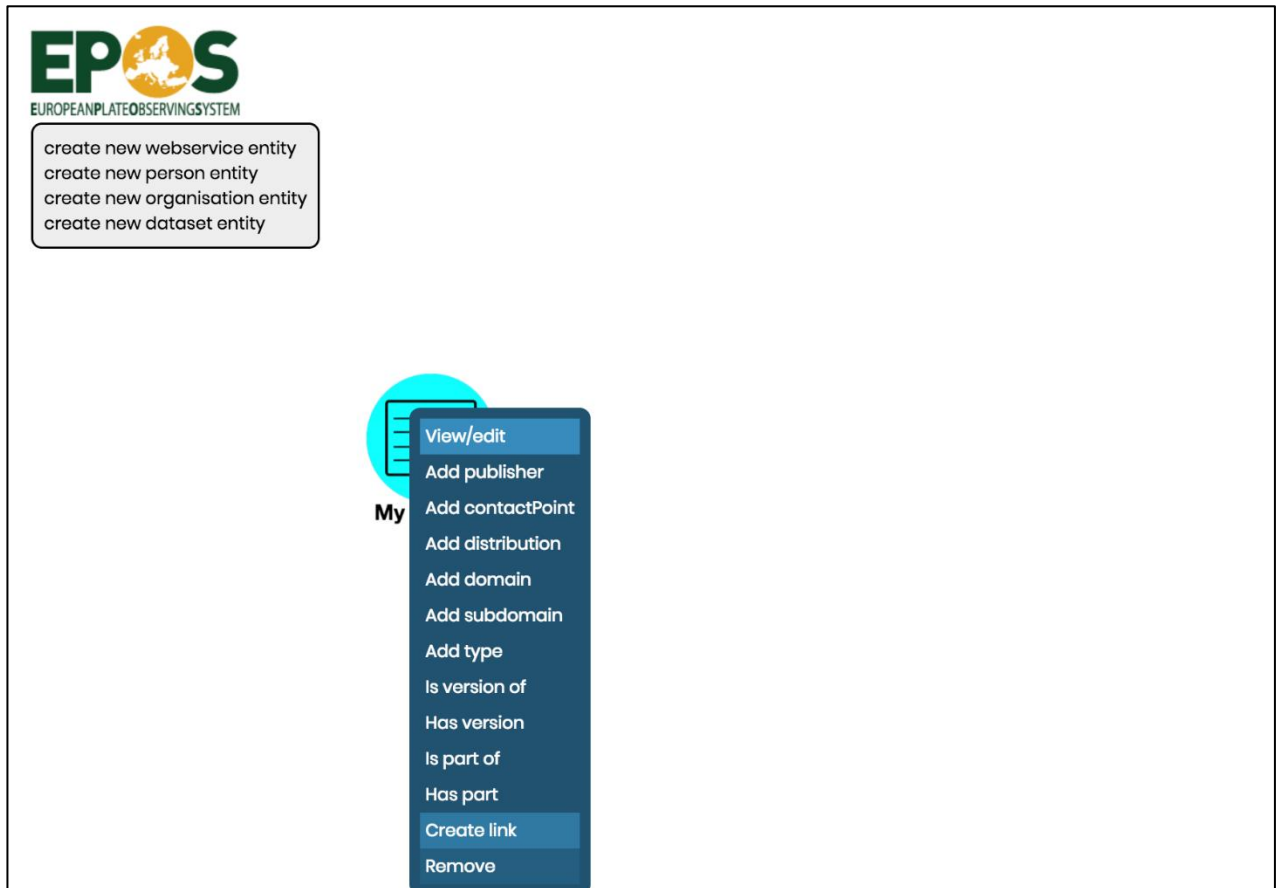 EPOS
EUROPEANPLATEOBSERVINGSYSTEM
create new webservice entity
create new person entity
create new organisation entity
create new dataset entity
My
View/edit
Add publisher
Add contactPoint
Add distribution
Add domain
Add subdomain
Add type
Is version of
Has version
Is part of
Has part
Create link
Remove